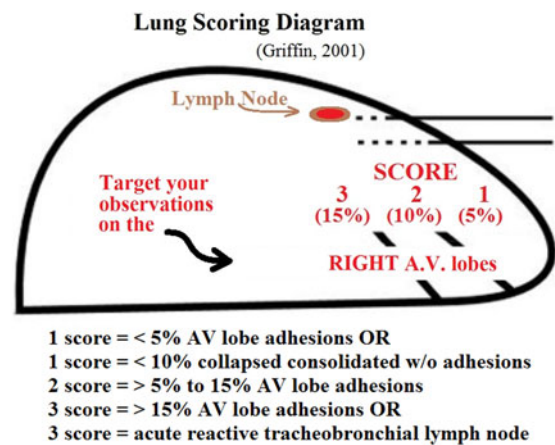 Lung Scoring Diagram
(Griffin, 2001)
Lymph Node
SCORE
3 2 1
(15%) (10%) (5%)
Target your
observations
on the
RIGHT A.V. lobes
1 score = < 5% AV lobe adhesions OR
1 score = < 10% collapsed consolidated w/o adhesions
2 score = > 5% to 15% AV lobe adhesions
3 score = > 15% AV lobe adhesions OR
3 score = acute reactive tracheobronchial lymph node